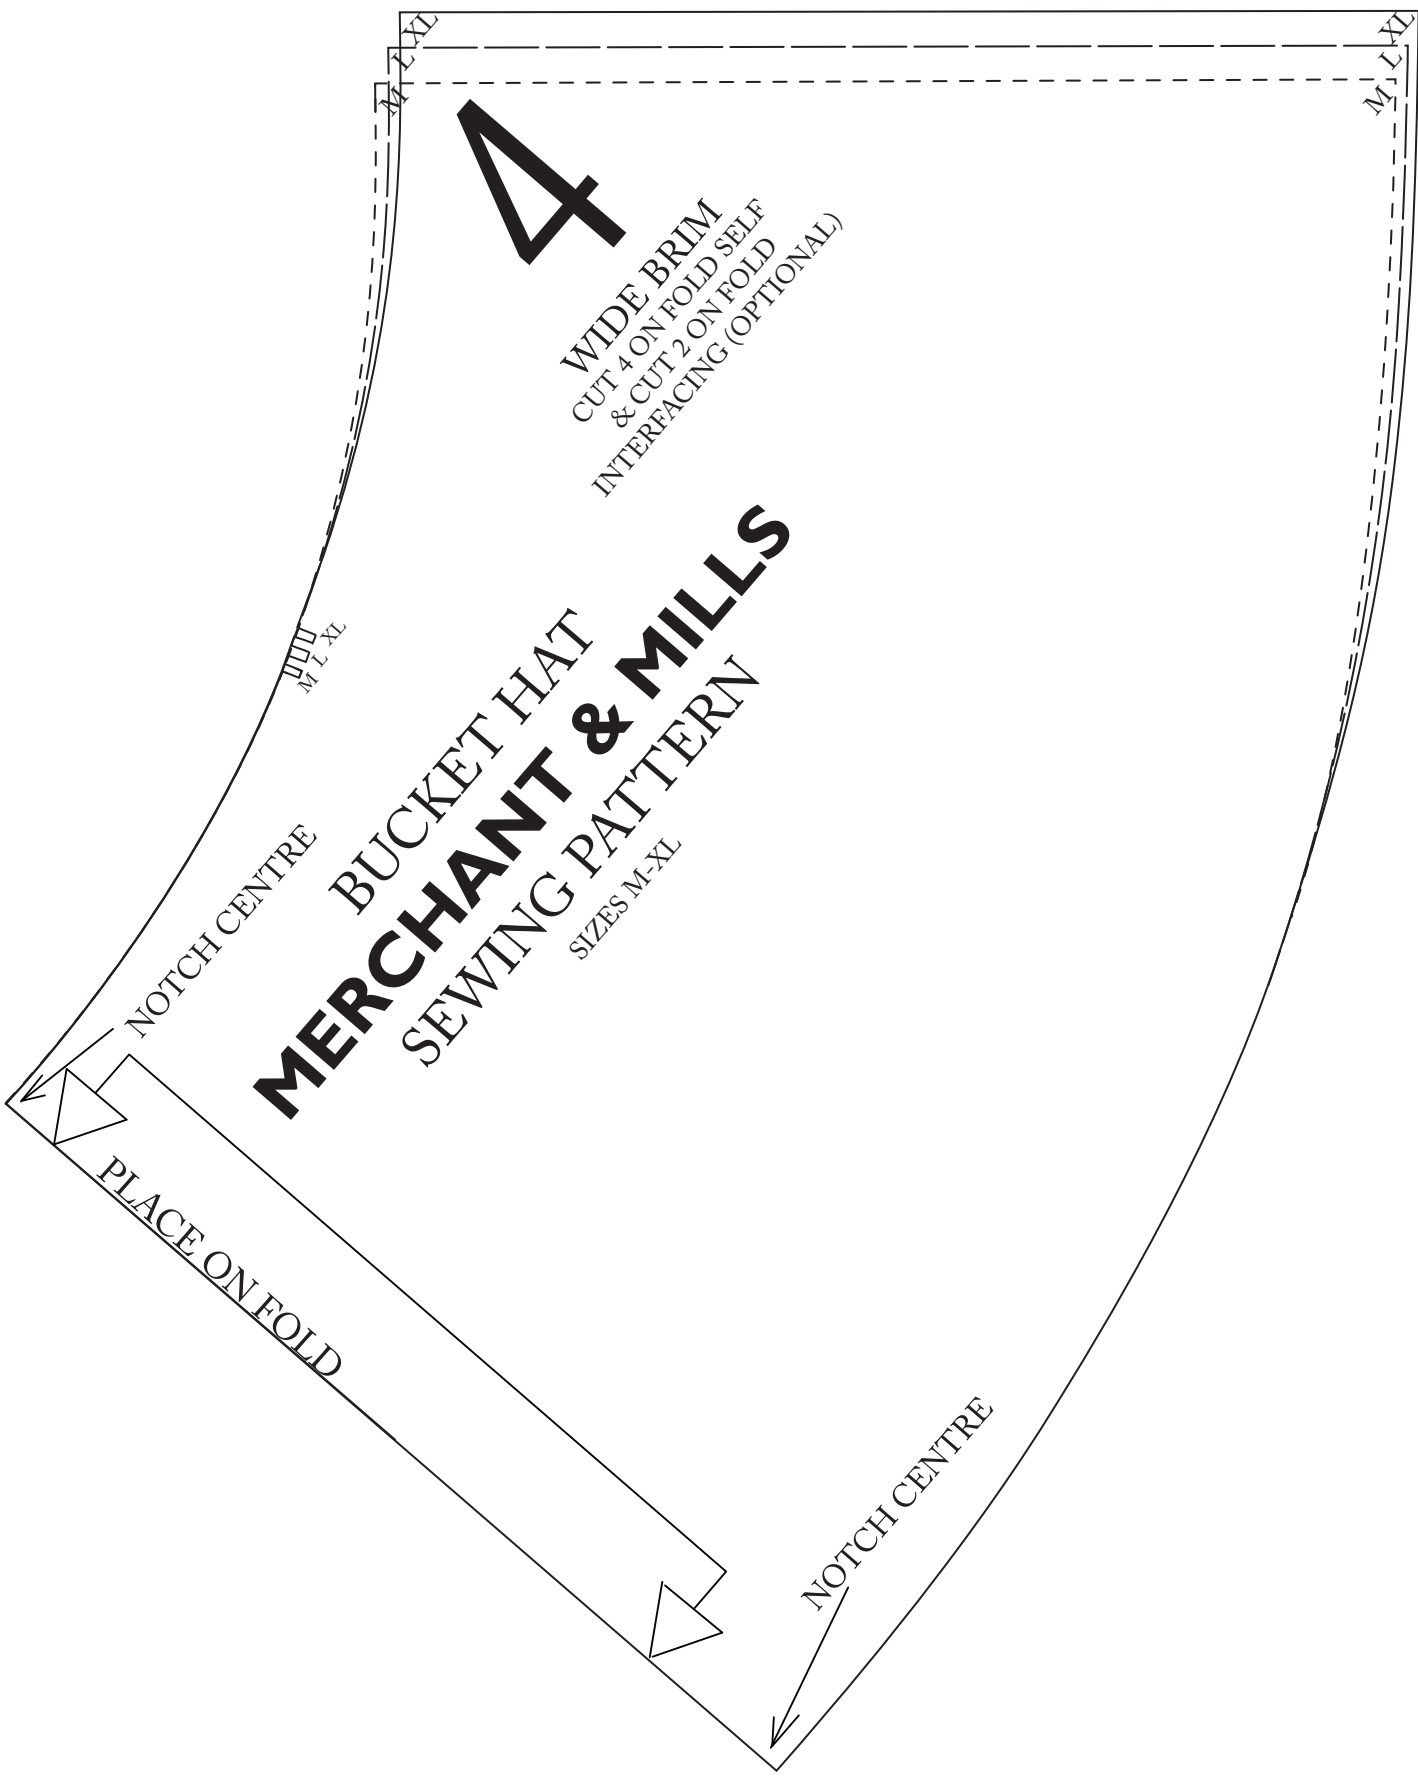 XL
L
M
XL
L
M
4
WIDE BRIM
CUT 4 ON FOLD SELF
& CUT 2 ON FOLD
INTERFACING (OPTIONAL)
M L XL
BUCKET HAT
MERCHANT & MILLS
SEWING PATTERN
SIZES M-XL
NOTCH CENTRE
PLACE ON FOLD
NOTCH CENTRE